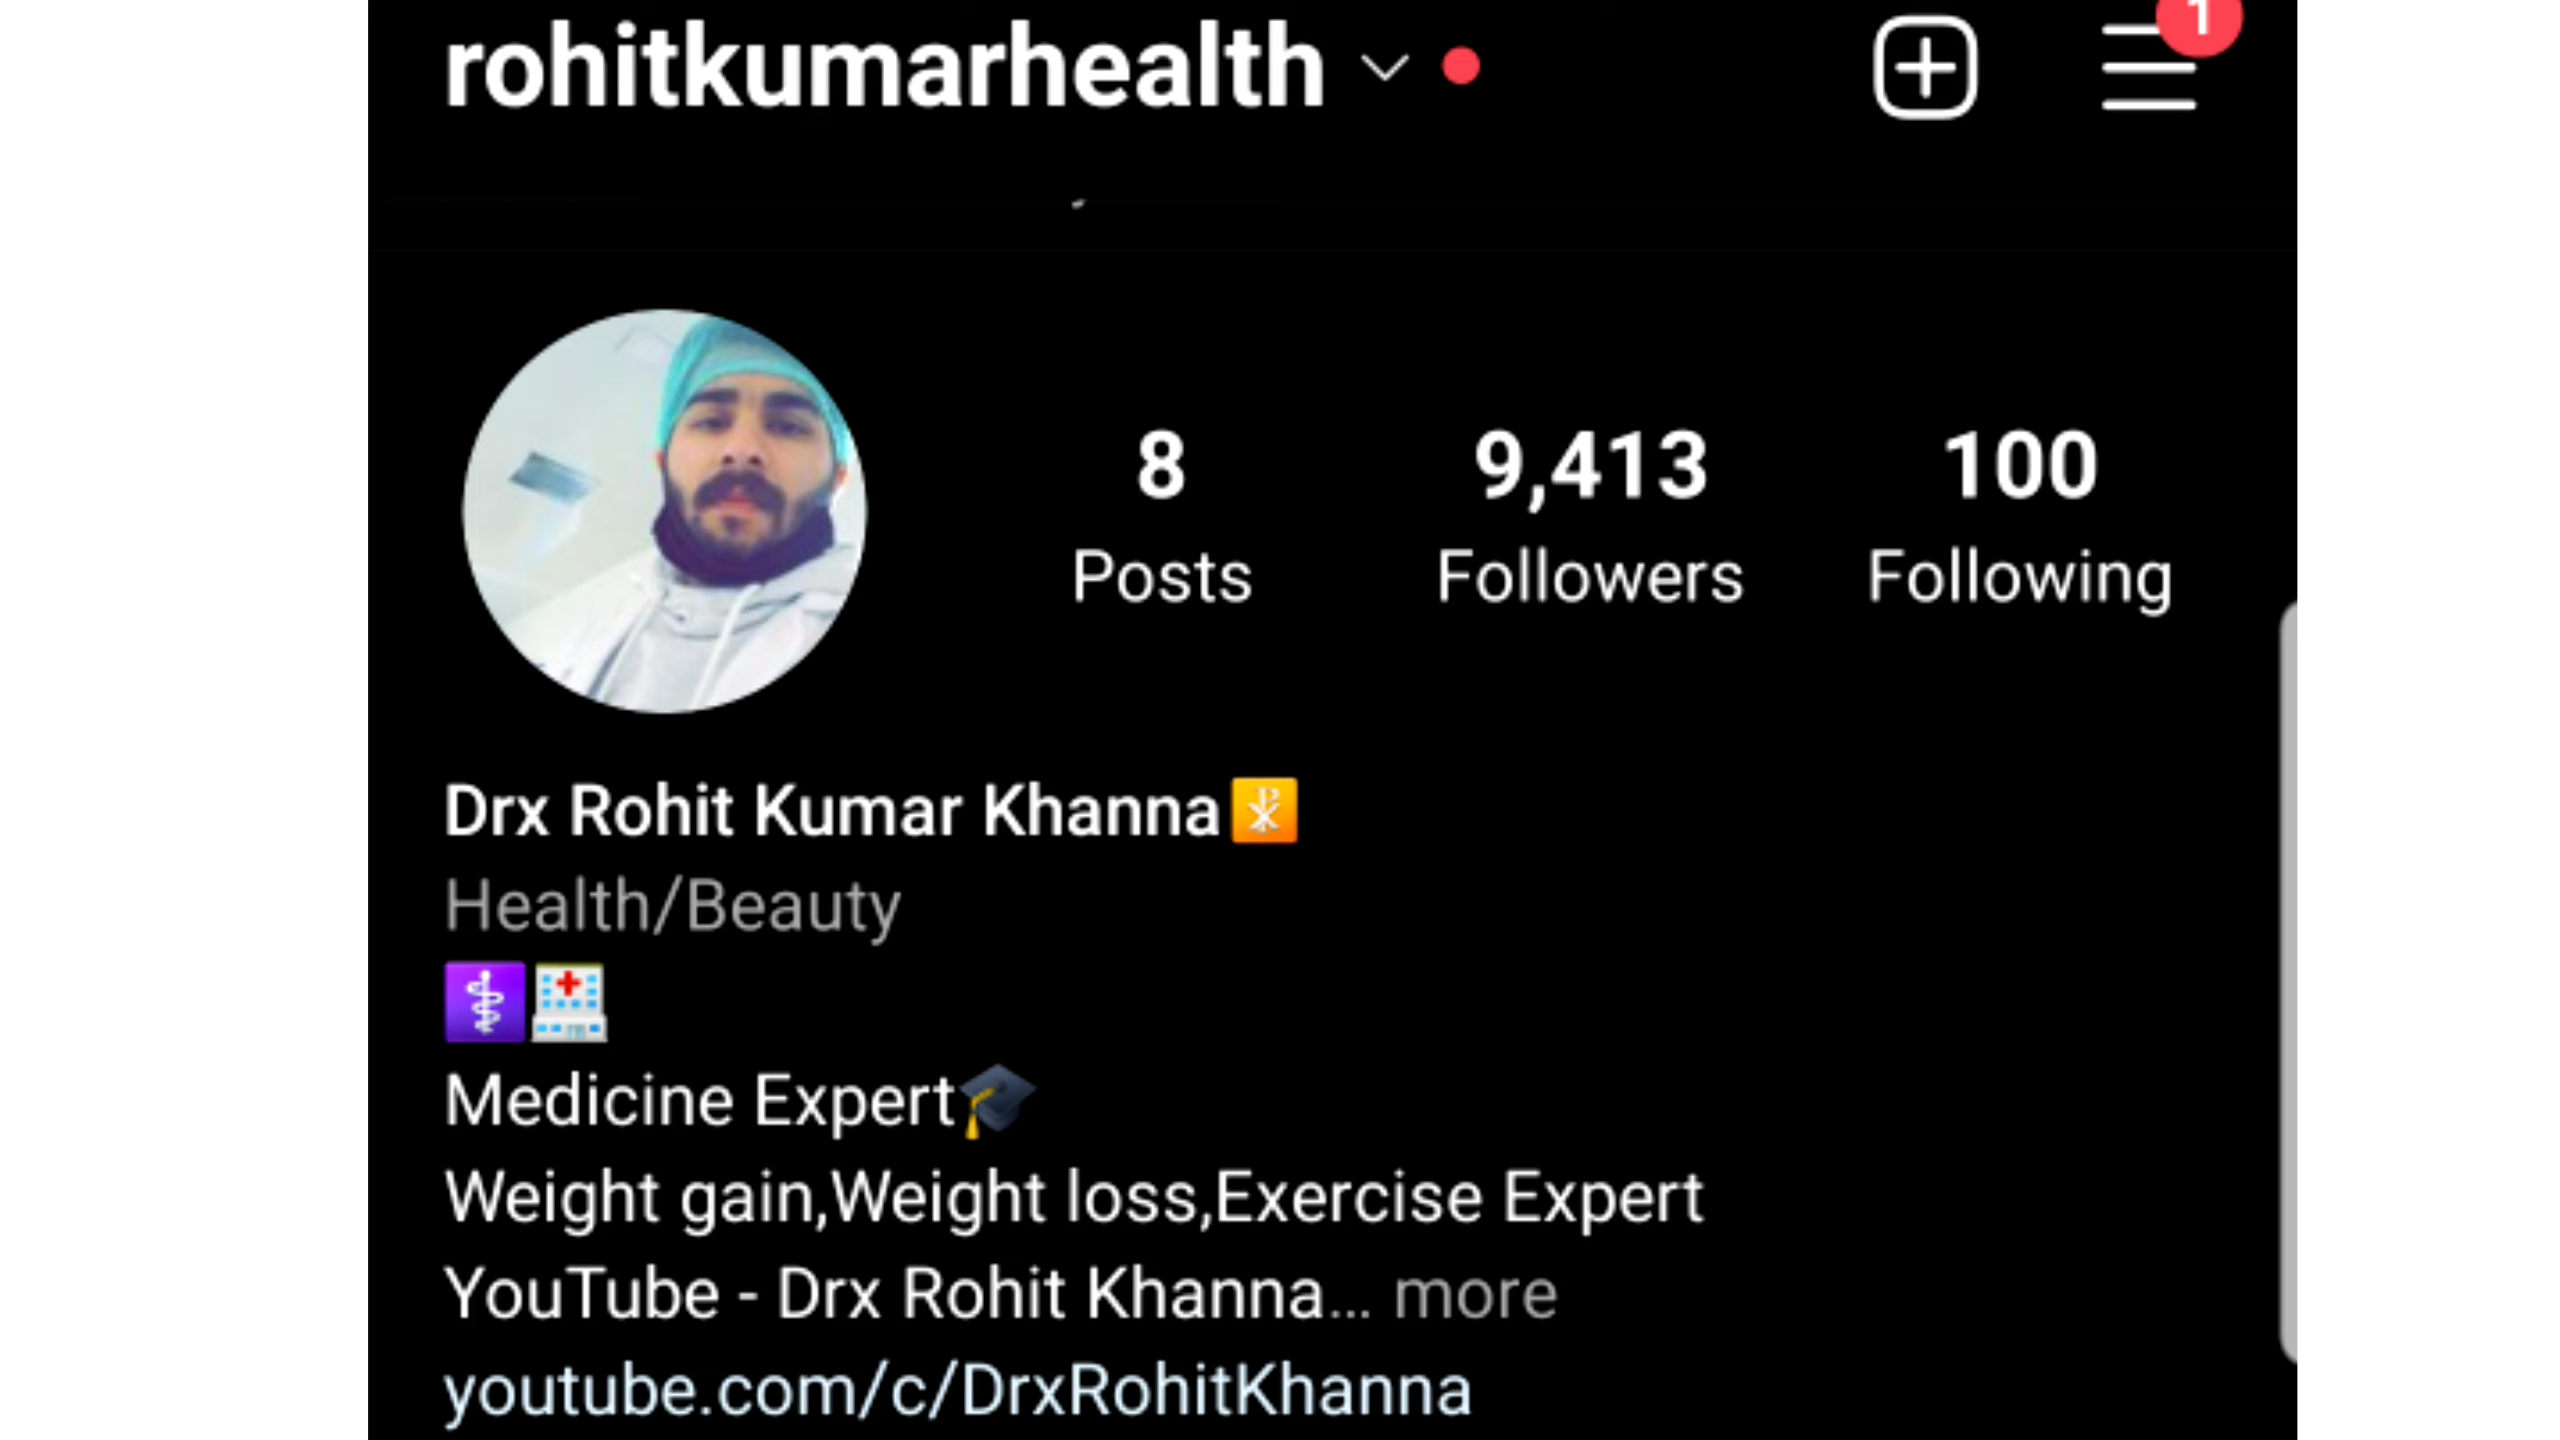 rohitkumarhealth
1
8 9,413 100
Posts Followers Following
Drx Rohit Kumar Khanna
Health/Beauty
Medicine Expert
Weight gain,Weight loss,Exercise Expert
YouTube - Drx Rohit Khanna... more
youtube.com/c/DrxRohitKhanna